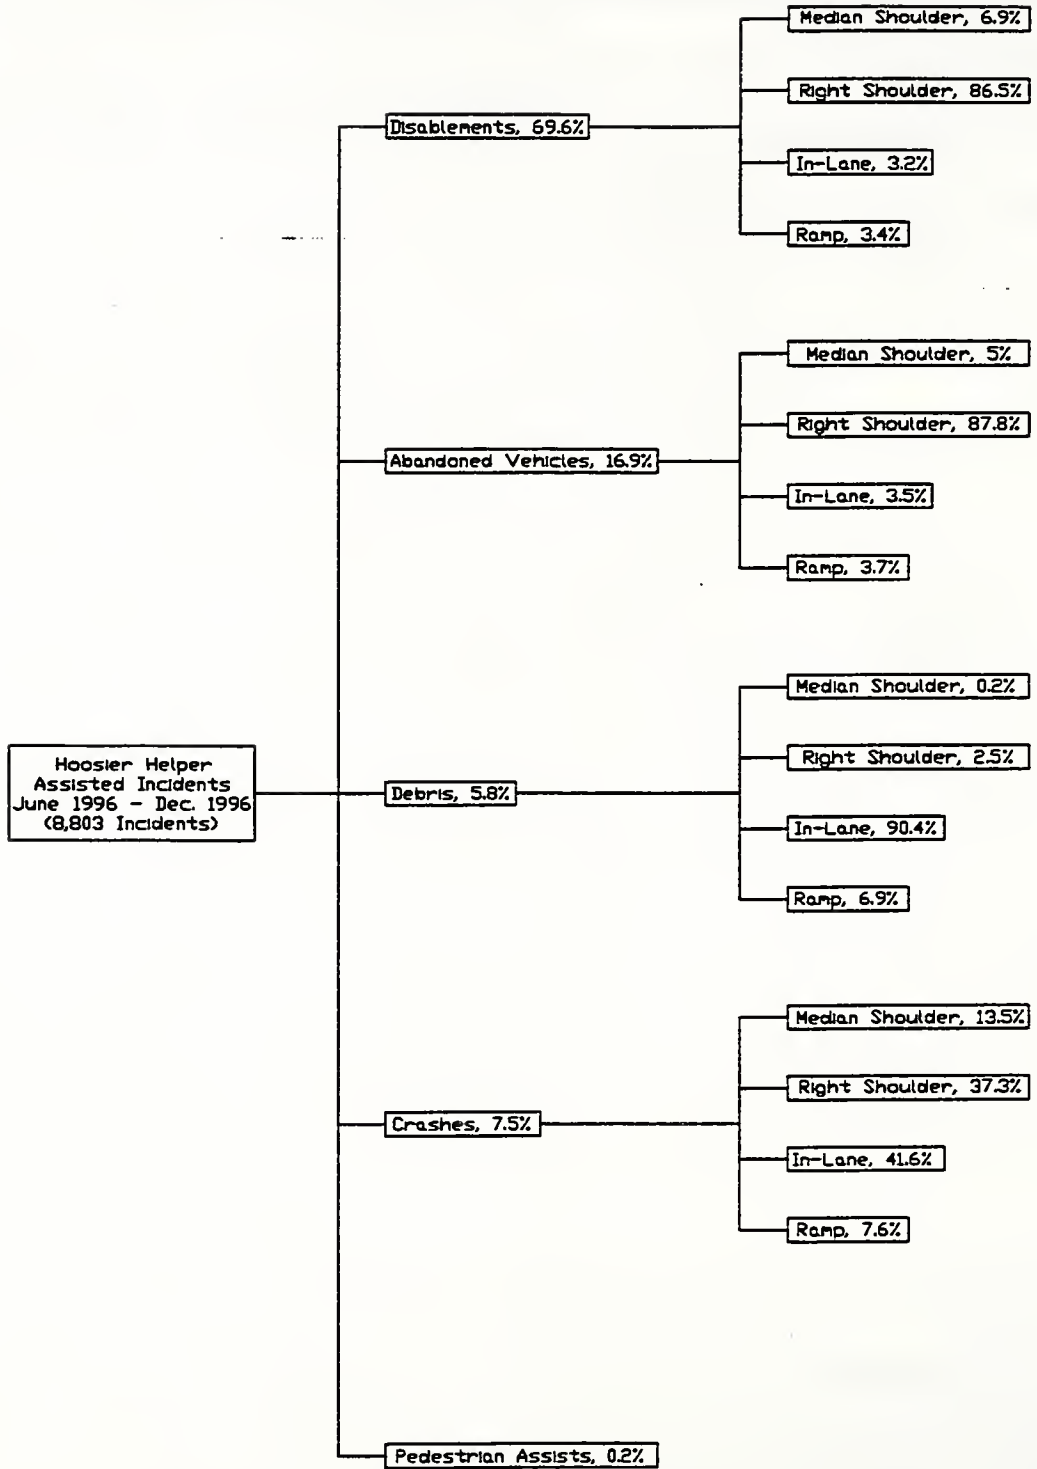 Hoosier Helper
Assisted Incidents
June 1996 - Dec. 1996
(8,803 Incidents)
Disablements, 69.6%
Median Shoulder, 6.9%
Right Shoulder, 86.5%
In-Lane, 3.2%
Ramp, 3.4%
Abandoned Vehicles, 16.9%
Median Shoulder, 5%
Right Shoulder, 87.8%
In-Lane, 3.5%
Ramp, 3.7%
Debris, 5.8%
Median Shoulder, 0.2%
Right Shoulder, 2.5%
In-Lane, 90.4%
Ramp, 6.9%
Crashes, 7.5%
Median Shoulder, 13.5%
Right Shoulder, 37.3%
In-Lane, 41.6%
Ramp, 7.6%
Pedestrian Assists, 0.2%